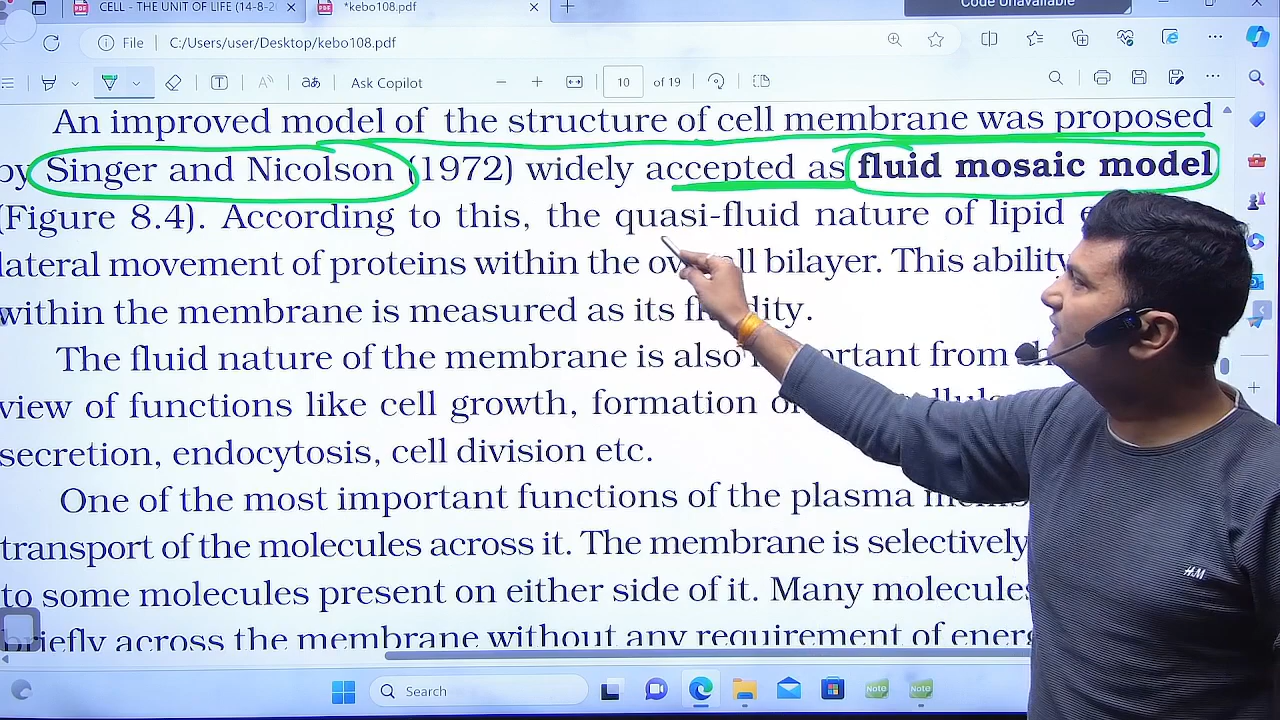 CELL - THE UNIT OF LIFE (14-8-2
*kebo108.pdf
Code Unavailable
File C:/Users/user/Desktop/kebo108.pdf
Ask Copilot
10 of 19
An improved model of the structure of cell membrane was proposed
by Singer and Nicolson (1972) widely accepted as fluid mosaic model
(Figure 8.4). According to this, the quasi-fluid nature of lipid
lateral movement of proteins within the bilayer. This ability
within the membrane is measured as its
The fluid nature of the membrane is also from
view of functions like cell growth, formation
secretion, endocytosis, cell division etc.
One of the most important functions of the plasma
transport of the molecules across it. The membrane is selectively
to some molecules present on either side of it. Many molecules
briefly across the membrane without any requirement of
Search
Note
Note
H.M